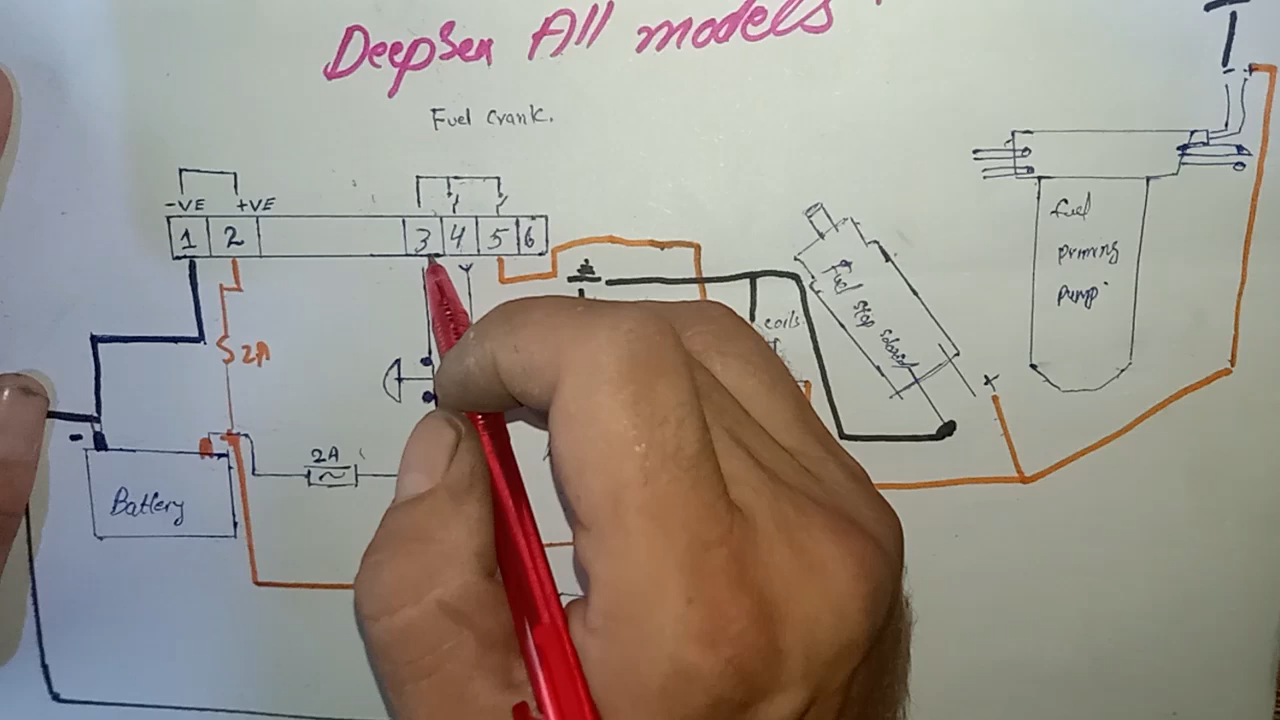 DeepSea All models
Fuel Crank.
-VE +VE
1 2 3 4 5 6
2A
coils
Fuel stop
Fuel
priming
pump
+
-
2A
Battery